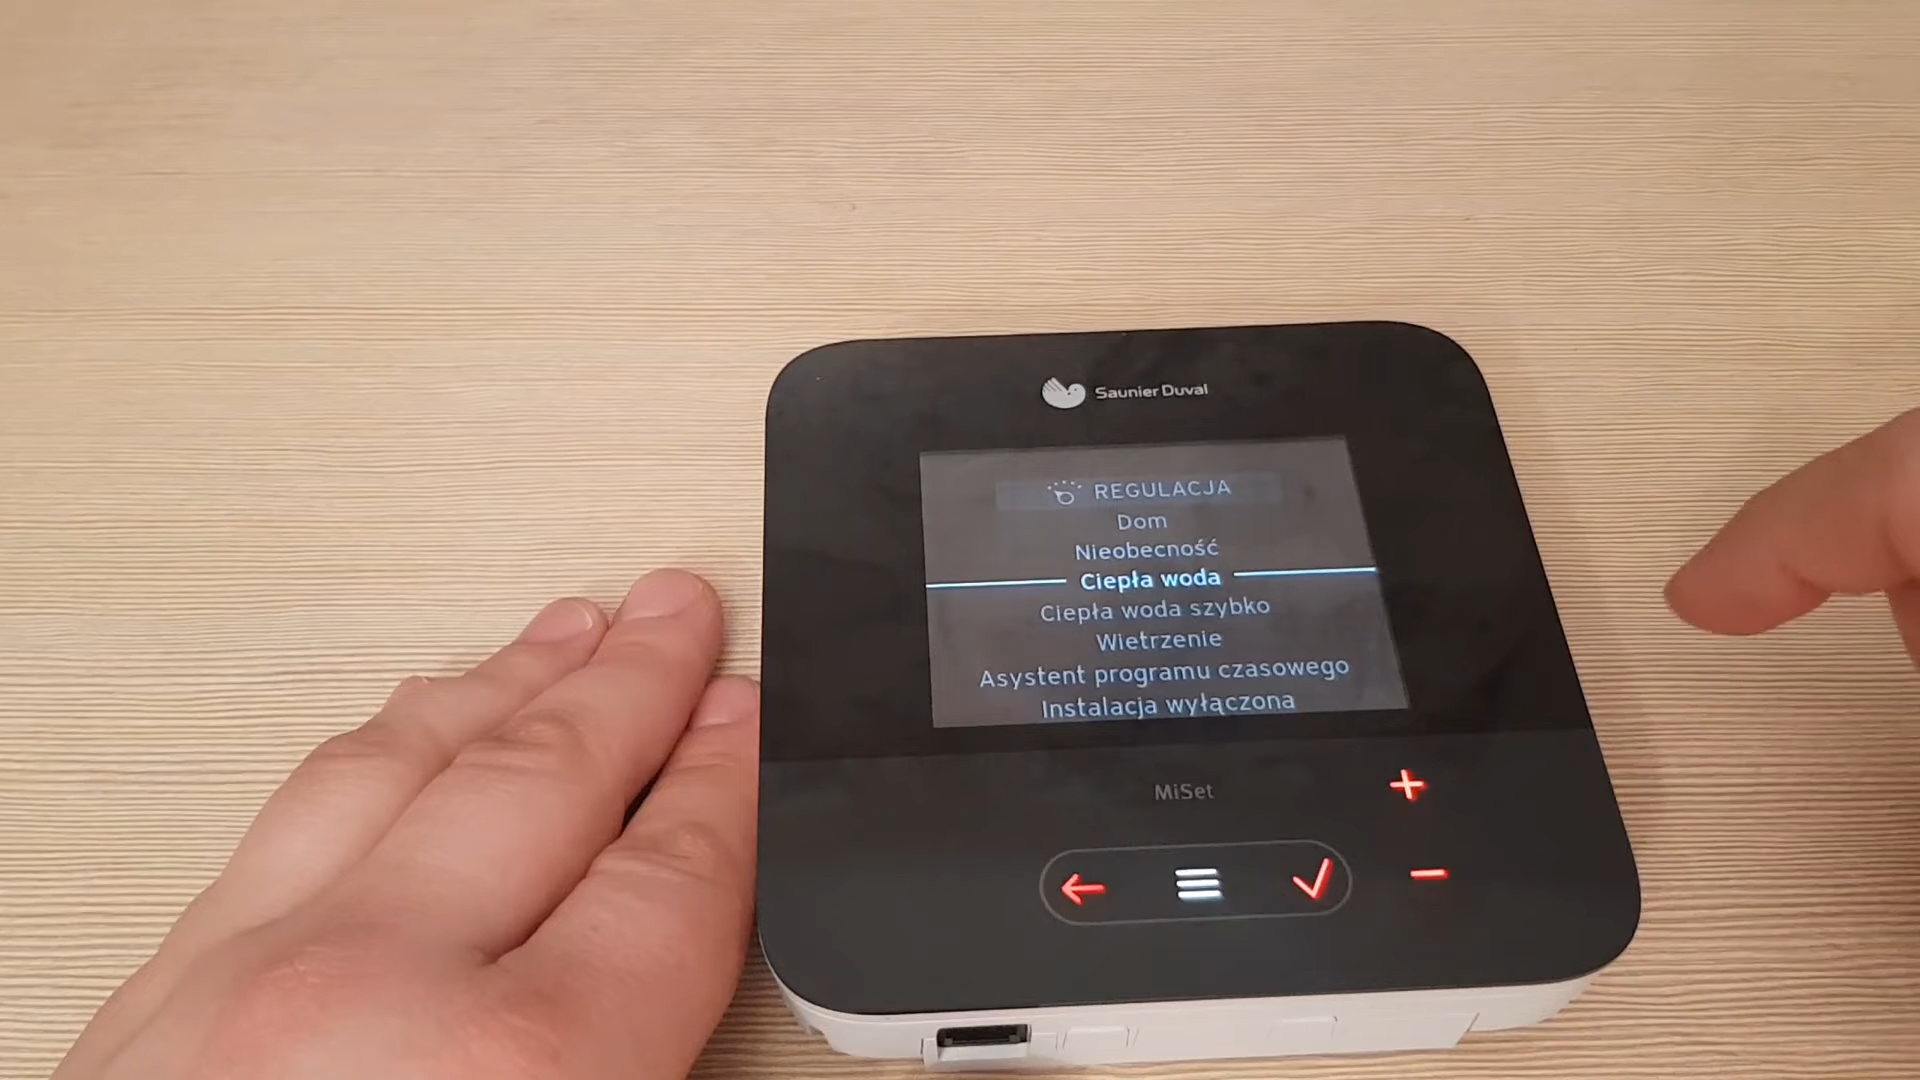 Saunier Duval
REGULACJA
Dom
Nieobecność
Ciepła woda
Ciepła woda szybko
Wietrzenie
Asystent programu czasowego
Instalacja wyłączona
MiSet